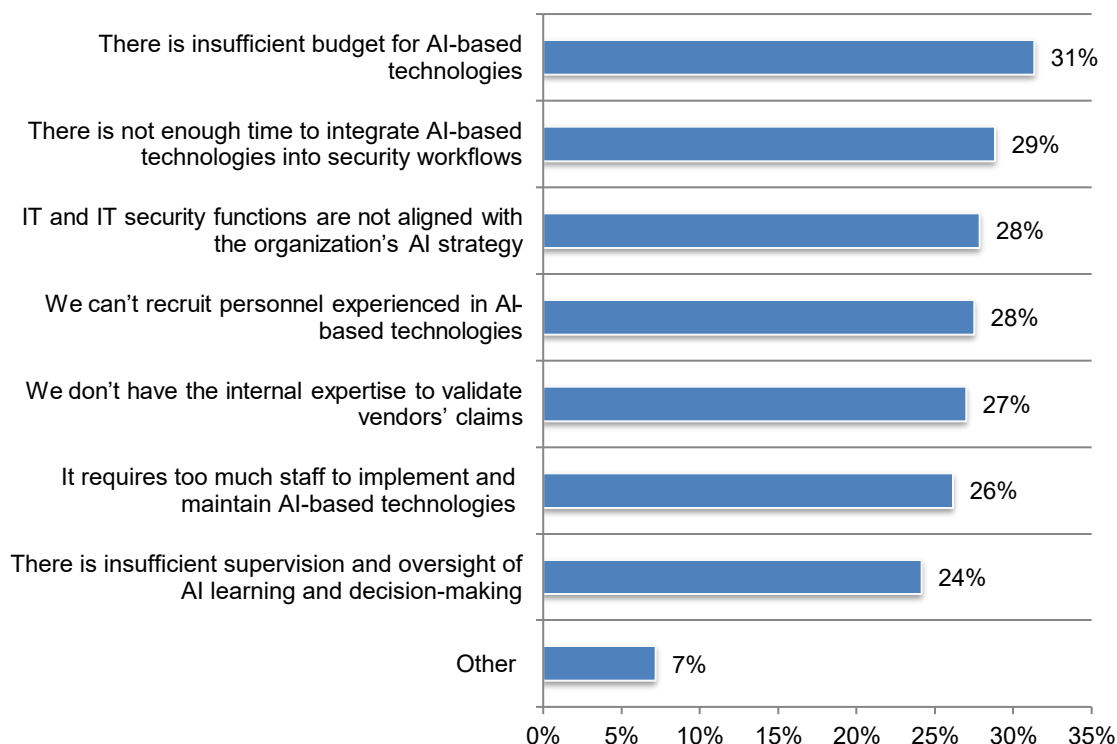 There is insufficient budget for AI-based
technologies
31%
There is not enough time to integrate AI-based
technologies into security workflows
29%
IT and IT security functions are not aligned with
the organization’s AI strategy
28%
We can’t recruit personnel experienced in AI-
based technologies
28%
We don’t have the internal expertise to validate
vendors’ claims
27%
It requires too much staff to implement and
maintain AI-based technologies
26%
There is insufficient supervision and oversight of
AI learning and decision-making
24%
Other
7%
0% 5% 10% 15% 20% 25% 30% 35%